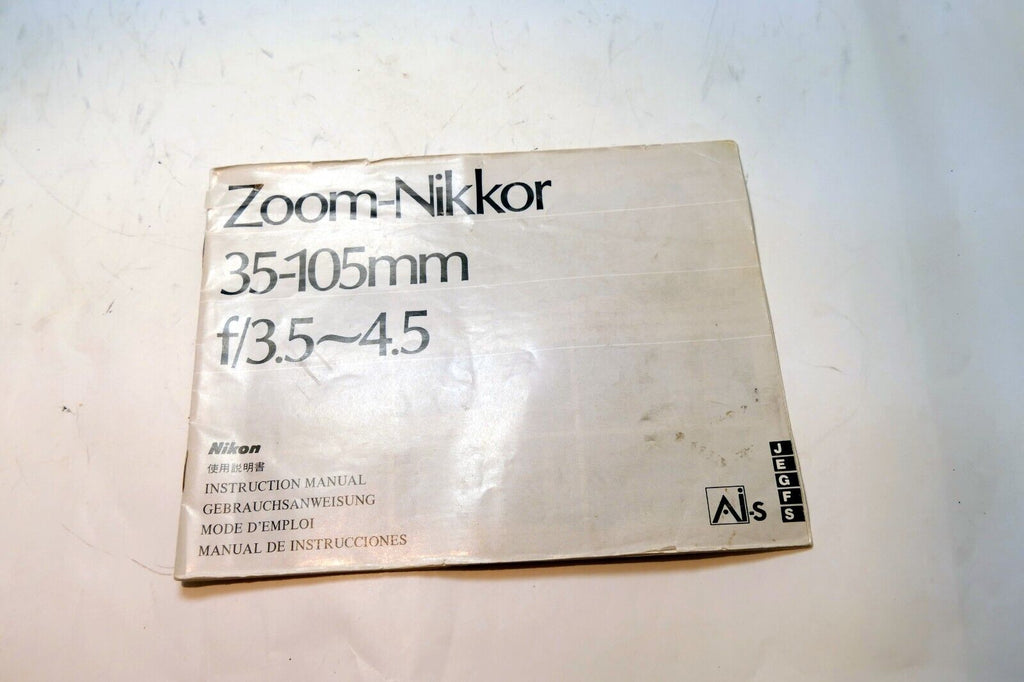 Zoom-Nikkor
35-105mm
f/3.5~4.5
Nikon
使用説明書
INSTRUCTION MANUAL
GEBRAUCHSANWEISUNG
MODE D'EMPLOI
MANUAL DE INSTRUCCIONES
Ai-S
J
E
G
F
S